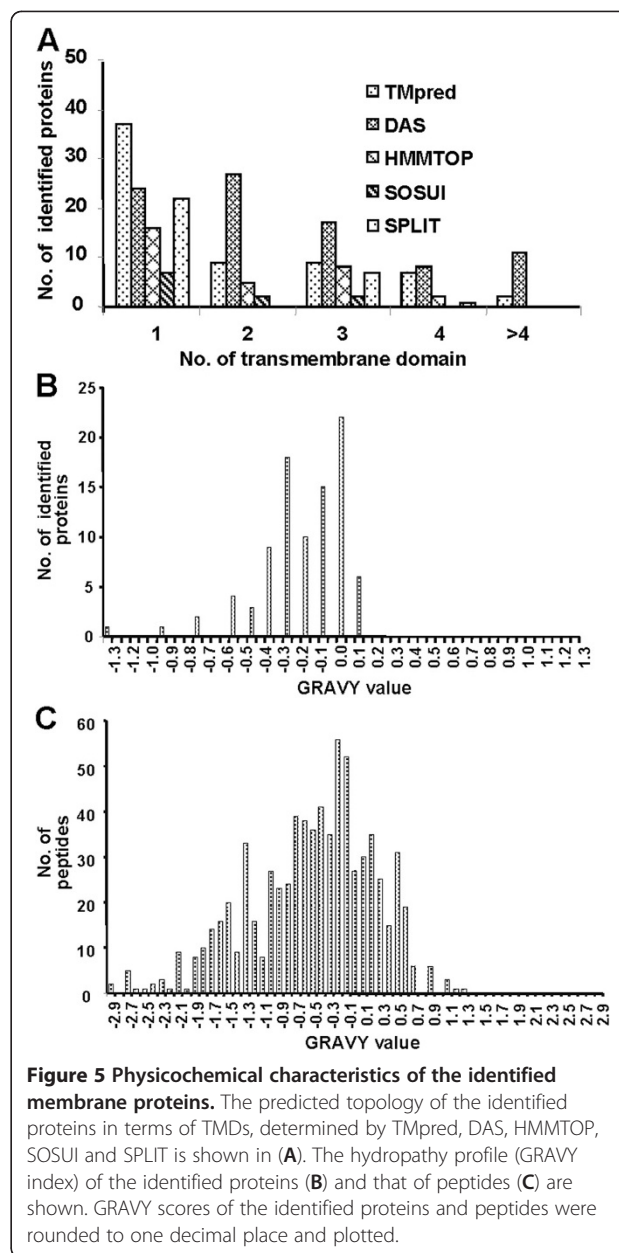 A
50
40
30
20
10
0
No. of identified proteins
TMpred
DAS
HMMTOP
SOSUI
SPLIT
1 2 3 4 >4
No. of transmembrane domain
B
25
20
15
10
5
0
No. of identified
proteins
-1.3 -1.2 -1.0 -0.9 -0.8 -0.7 -0.6 -0.5 -0.4 -0.3 -0.2 -0.1 0.0 0.2 0.3 0.4 0.5 0.6 0.7 0.8 0.9 1.0 1.1 1.2 1.3
GRAVY value
C
60
50
40
30
20
10
0
No. of
peptides
-2.9 -2.7 -2.5 -2.3 -2.1 -1.9 -1.7 -1.5 -1.3 -1.1 -0.9 -0.7 -0.5 -0.3 -0.1 0.1 0.3 0.5 0.7 0.9 1.1 1.3 1.5 1.7 1.9 2.1 2.3 2.5 2.7 2.9
GRAVY value
Figure 5 Physicochemical characteristics of the identified
membrane proteins. The predicted topology of the identified
proteins in terms of TMDs, determined by TMpred, DAS, HMMTOP,
SOSUI and SPLIT is shown in (A). The hydropathy profile (GRAVY
index) of the identified proteins (B) and that of peptides (C) are
shown. GRAVY scores of the identified proteins and peptides were
rounded to one decimal place and plotted.